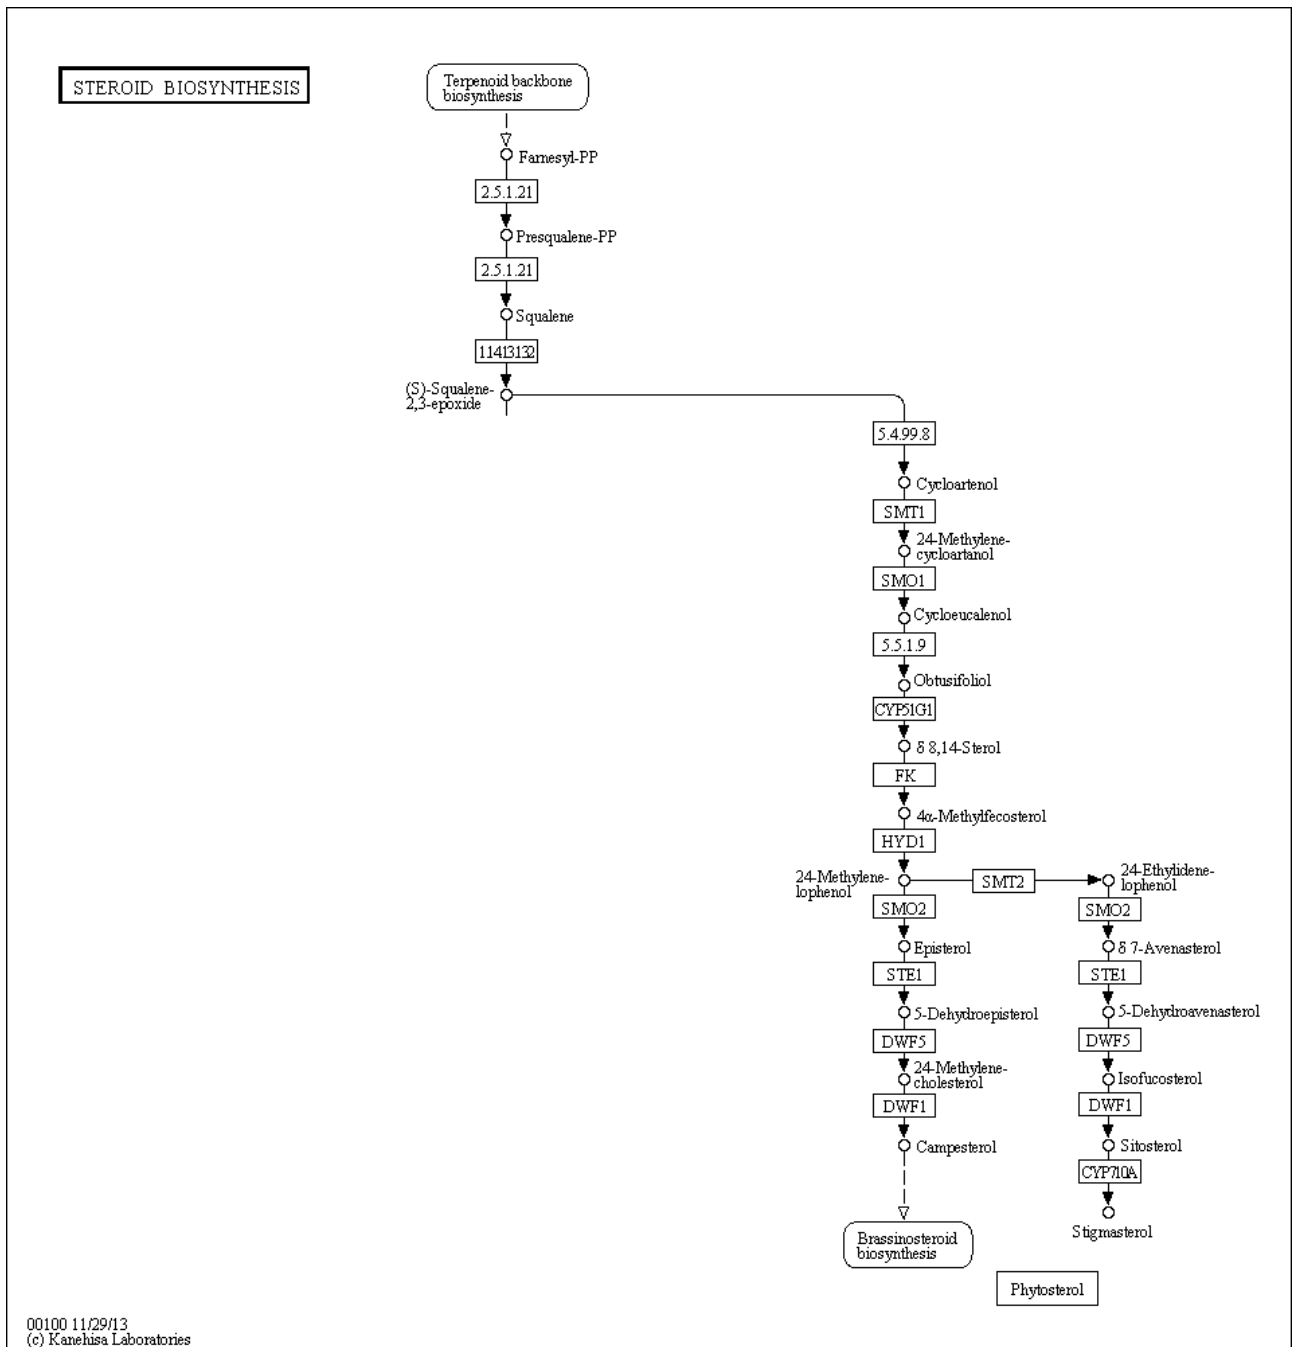 STEROID BIOSYNTHESIS
Terpenoid backbone
biosynthesis
Farnesyl-PP
2.5.1.21
Presqualene-PP
2.5.1.21
Squalene
1.14.13.132
(S)-Squalene-
2,3-epoxide
5.4.99.8
Cycloartenol
SMT1
24-Methylene-
cycloartanol
SMO1
Cycloeucalenol
5.5.1.9
Obtusifoliol
CYP51G1
δ 8,14-Sterol
FK
4α-Methylfecosterol
HYD1
24-Methylene-
lophenol
SMT2
24-Ethylidene-
lophenol
SMO2
SMO2
Episterol
δ 7-Avenasterol
STE1
STE1
5-Dehydroepisterol
5-Dehydroavenasterol
DWF5
DWF5
24-Methylene-
cholesterol
Isofucosterol
DWF1
DWF1
Campesterol
Sitosterol
CYP710A
Stigmasterol
Brassinosteroid
biosynthesis
Phytosterol
00100 11/29/13
(c) Kanehisa Laboratories